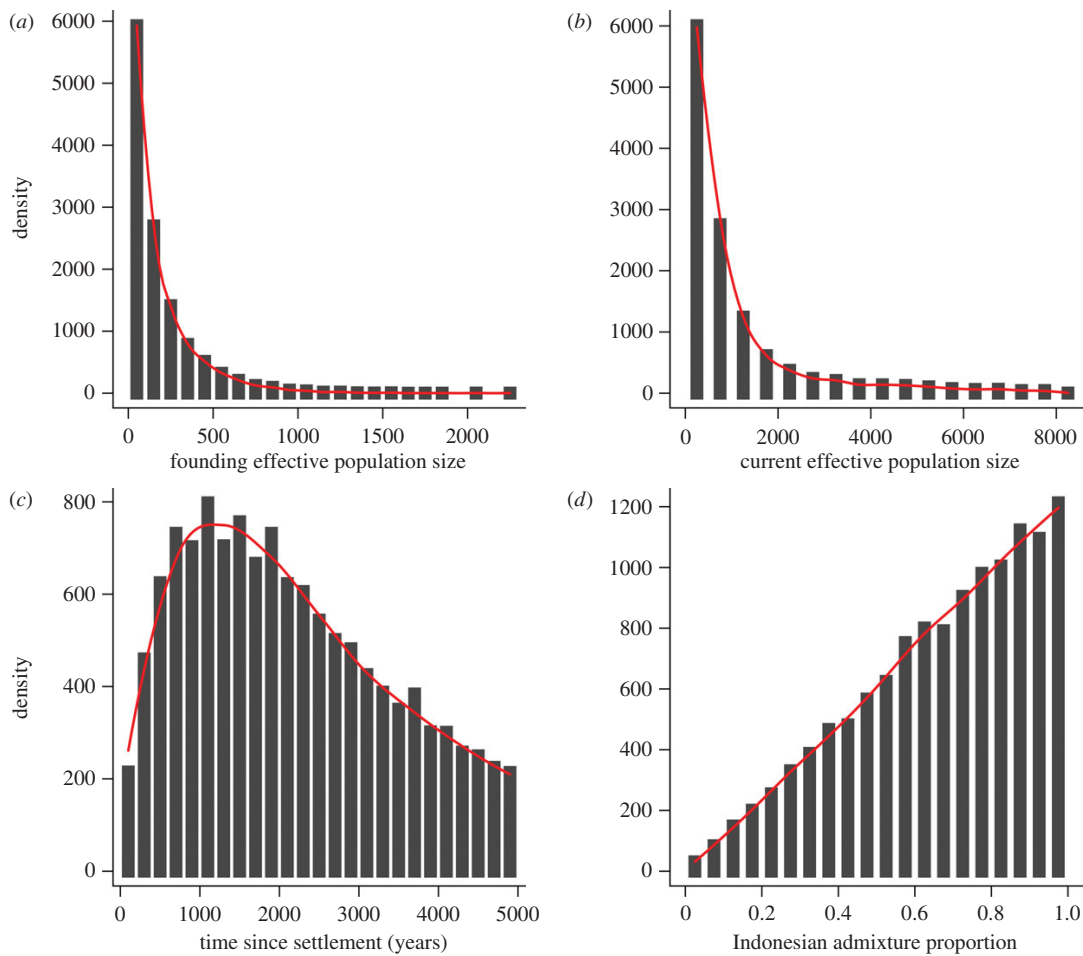 (a)
6000
5000
4000
3000
2000
1000
0
density
0 500 1000 1500 2000
founding effective population size
(b)
6000
5000
4000
3000
2000
1000
0
0 2000 4000 6000 8000
current effective population size
(c)
800
600
400
200
0
density
0 1000 2000 3000 4000 5000
time since settlement (years)
(d)
1200
1000
800
600
400
200
0
0 0.2 0.4 0.6 0.8 1.0
Indonesian admixture proportion